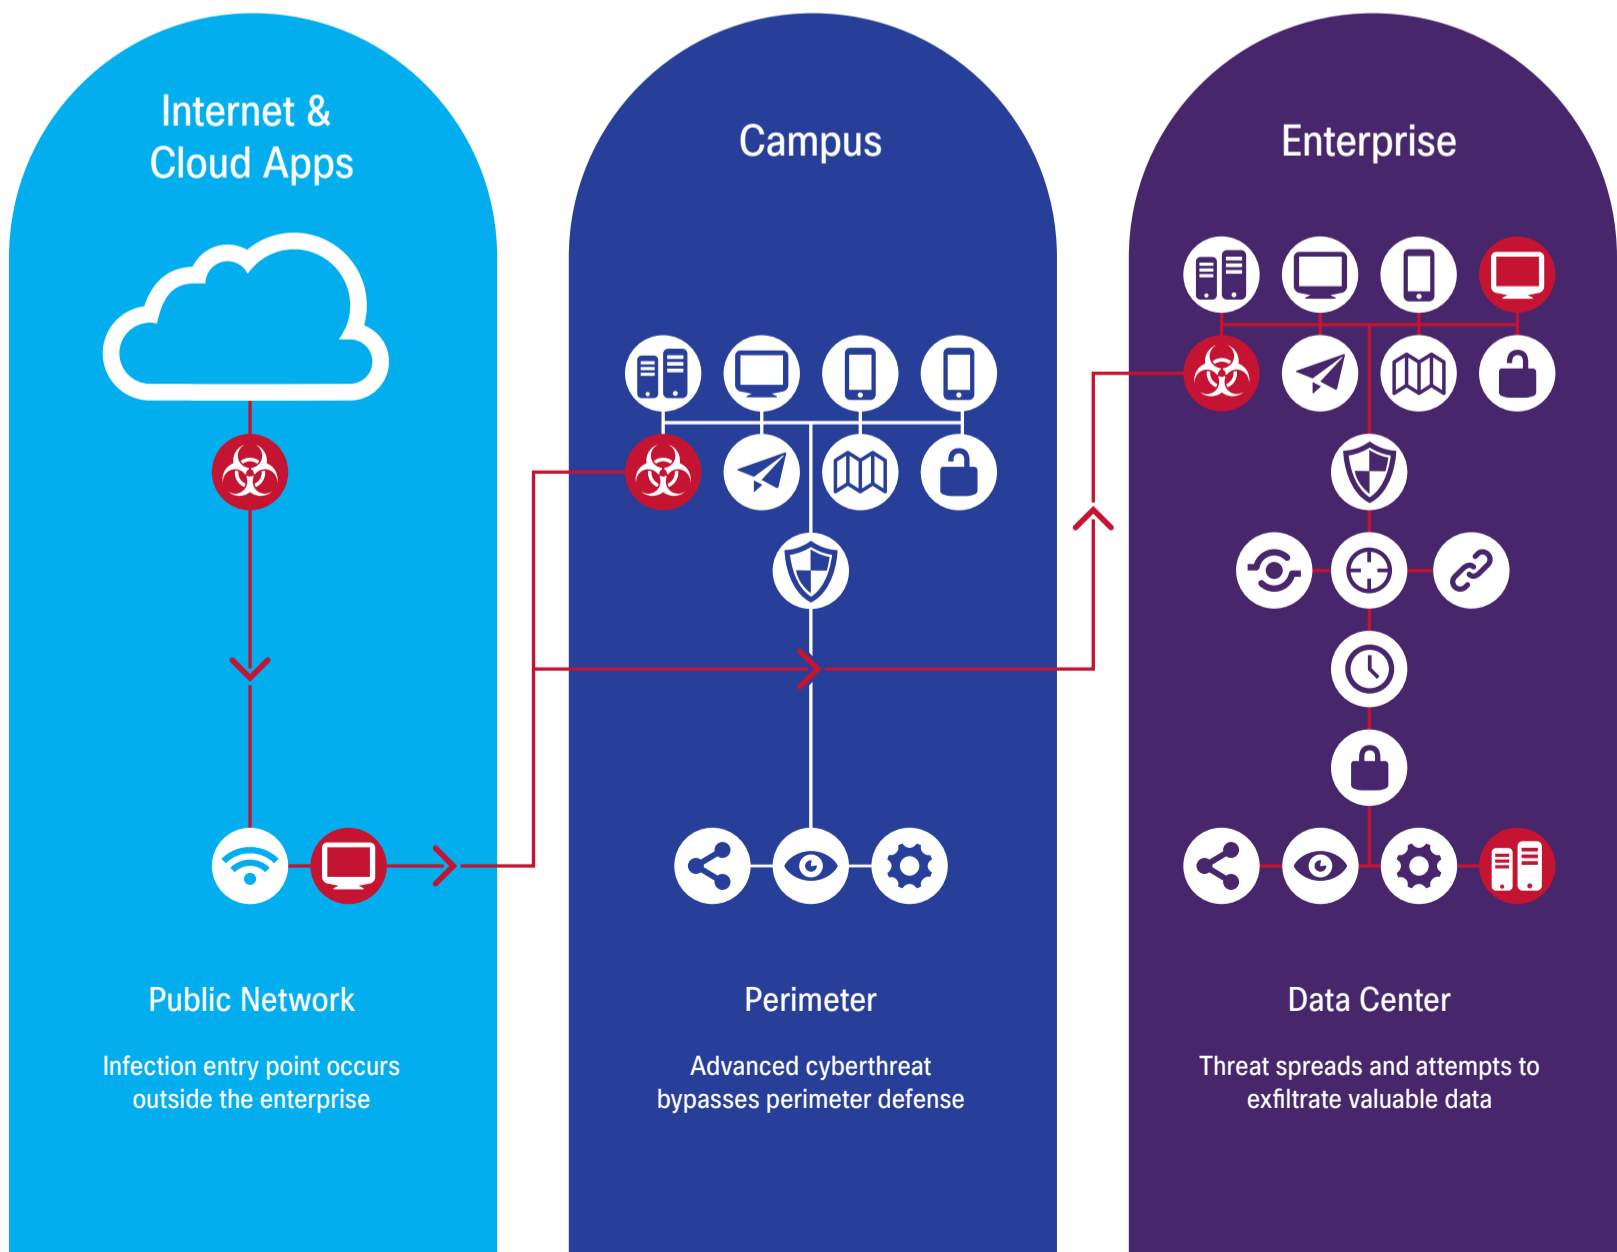 Internet &
Cloud Apps
Public Network
Infection entry point occurs
outside the enterprise
Campus
Perimeter
Advanced cyberthreat
bypasses perimeter defense
Enterprise
Data Center
Threat spreads and attempts to
exfiltrate valuable data